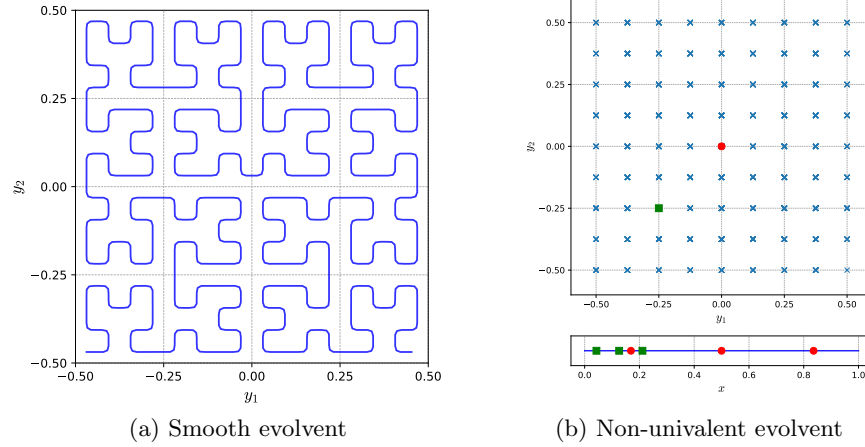 0.50
0.25
0.00
−0.25
−0.50
y₂
−0.50 −0.25 0.00 0.25 0.50
y₁
(a) Smooth evolvent
0.50
0.25
0.00
−0.25
−0.50
y₂
−0.50 −0.25 0.00 0.25 0.50
y₁
0.0 0.2 0.4 0.6 0.8 1.0
x
(b) Non-univalent evolvent